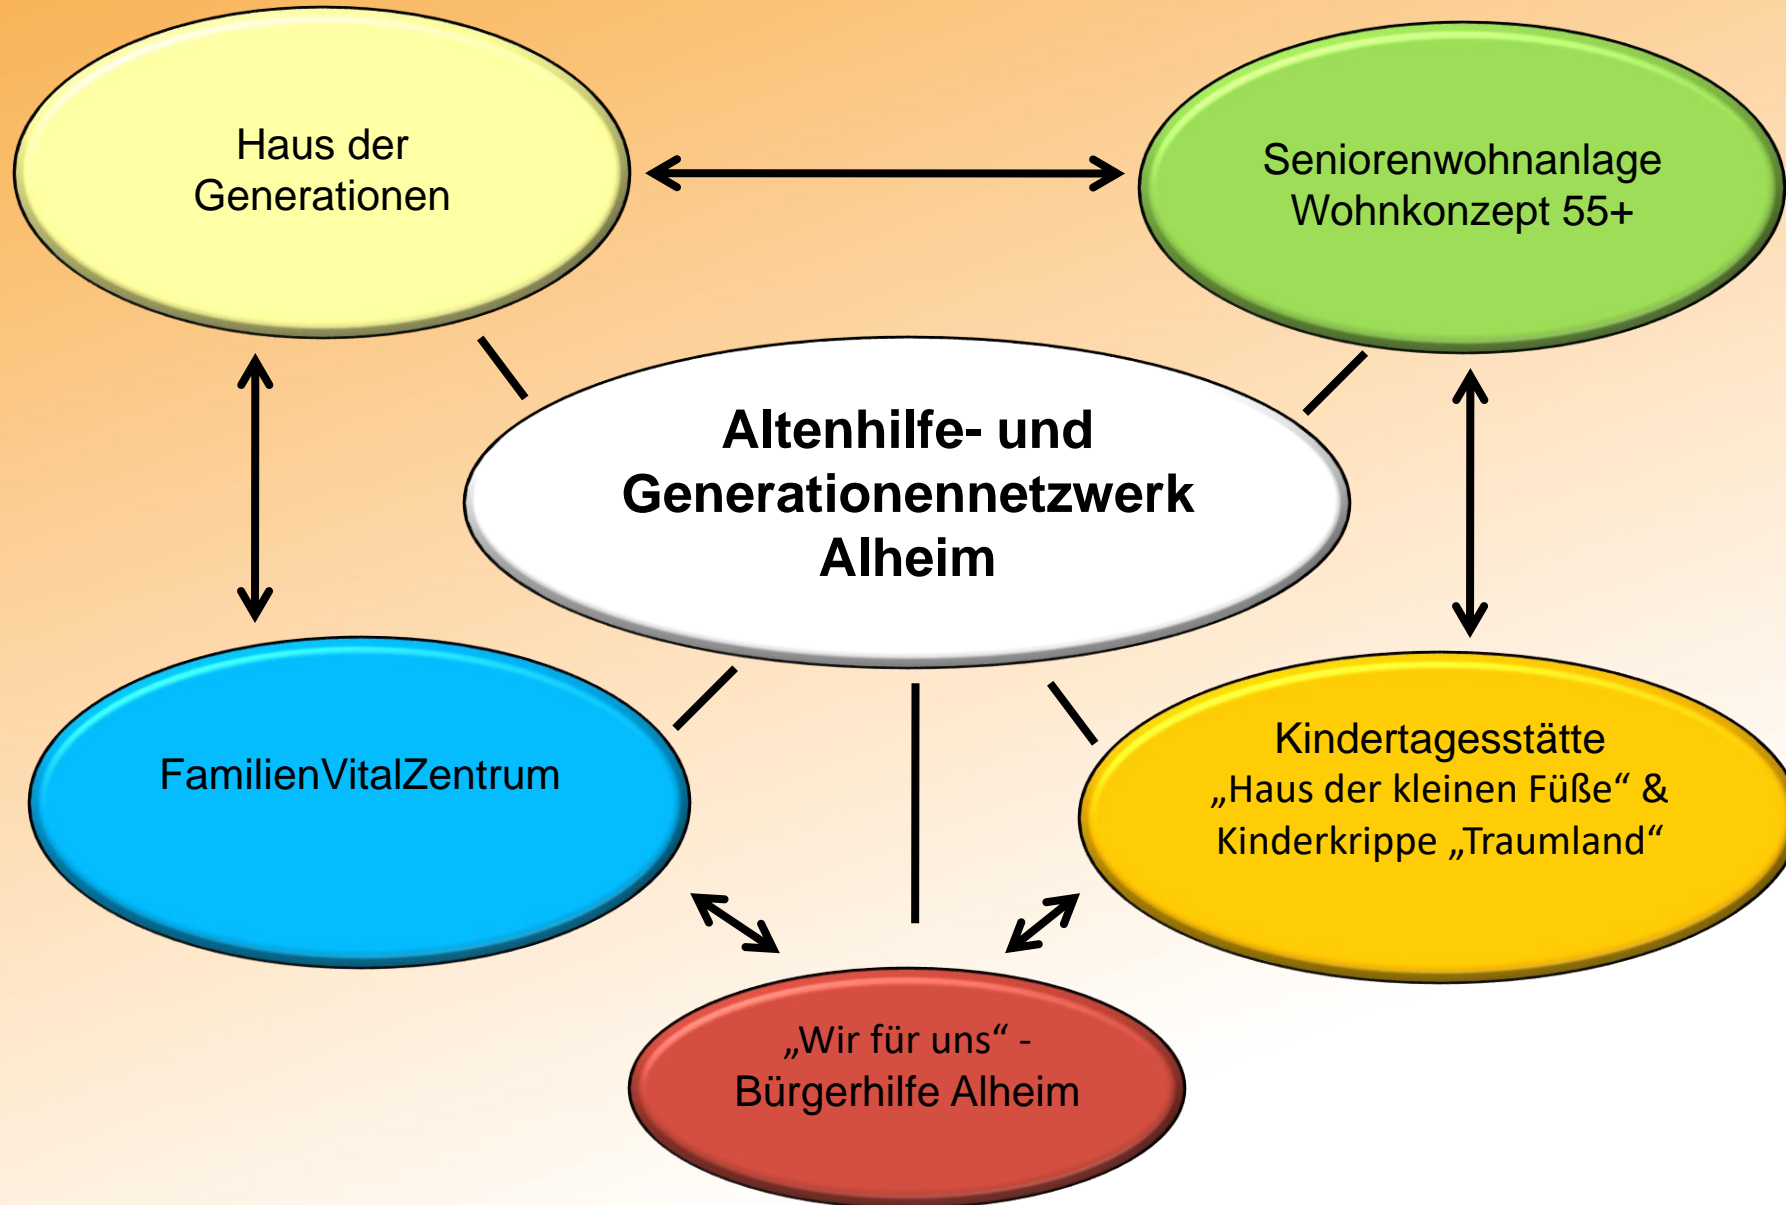 Haus der
Generationen
Seniorenwohnanlage
Wohnkonzept 55+
Altenhilfe- und
Generationennetzwerk
Alheim
FamilienVitalZentrum
Kindertagesstätte
„Haus der kleinen Füße“ &
Kinderkrippe „Traumland“
„Wir für uns“ -
Bürgerhilfe Alheim